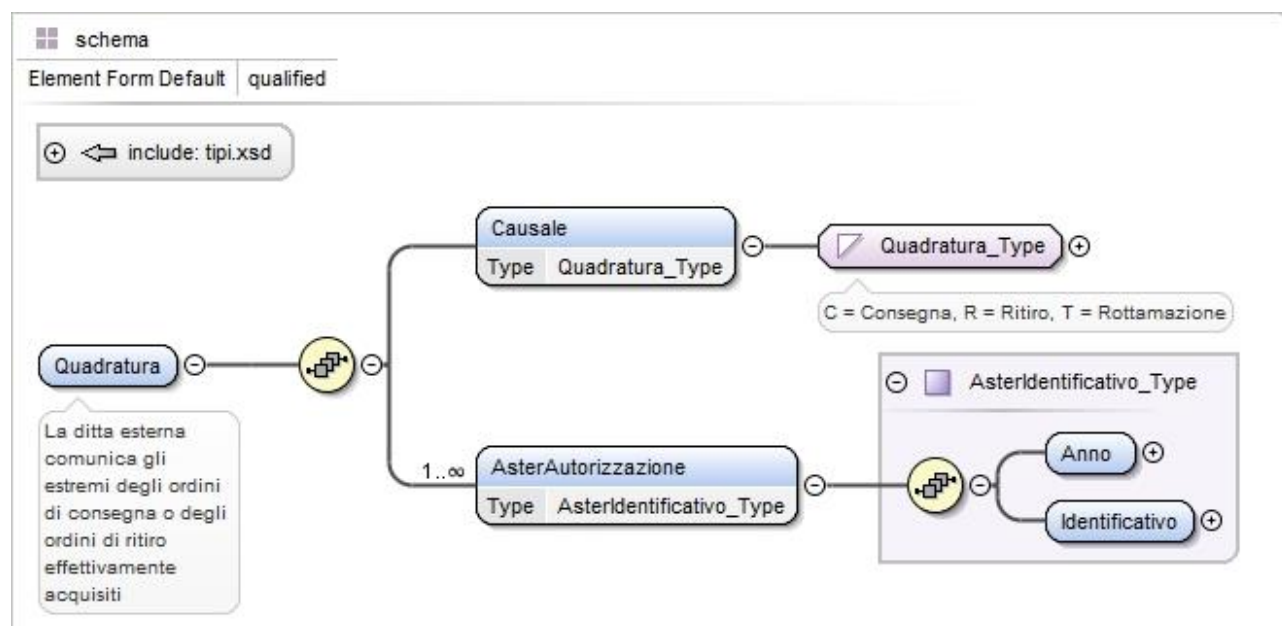 schema
Element Form Default qualified
include: tipi.xsd
Causale
Type Quadratura_Type
Quadratura_Type
C = Consegna, R = Ritiro, T = Rottamazione
Quadratura
La ditta esterna
comunica gli
estremi degli ordini
di consegna o degli
ordini di ritiro
effettivamente
acquisiti
1..∞
AsterAutorizzazione
Type AsterIdentificativo_Type
AsterIdentificativo_Type
Anno
Identificativo